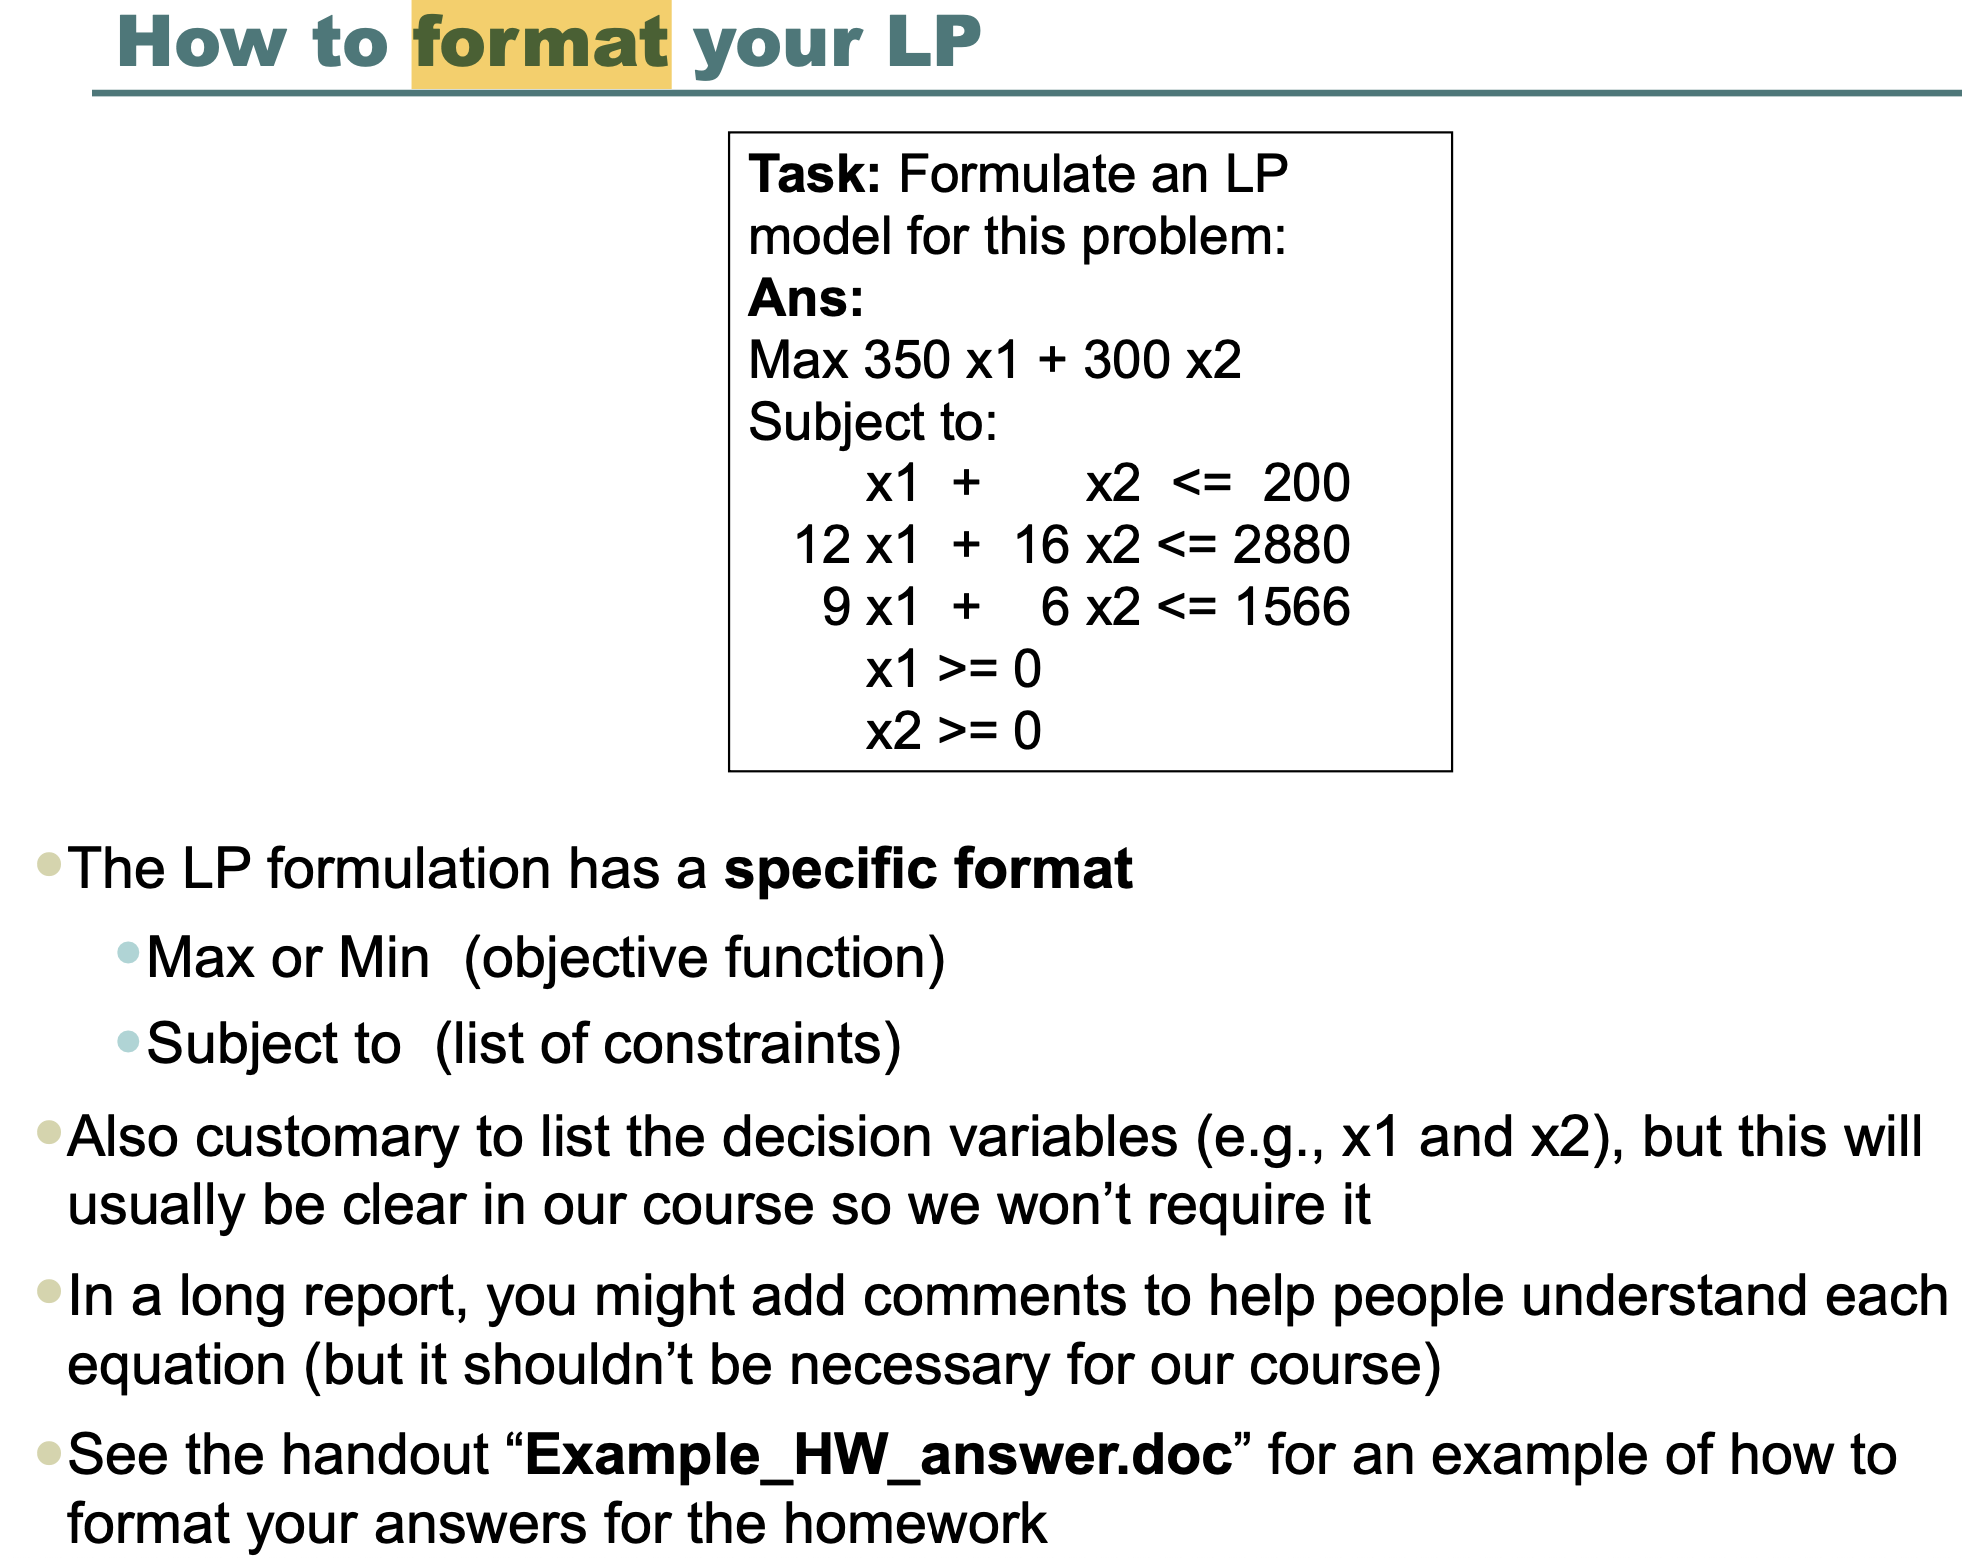 How to format your LP
Task: Formulate an LP
model for this problem:
Ans:
Max 350 x1 + 300 x2
Subject to:
x1 + x2 <= 200
12 x1 + 16 x2 <= 2880
9 x1 + 6 x2 <= 1566
x1 >= 0
x2 >= 0
The LP formulation has a specific format
Max or Min (objective function)
Subject to (list of constraints)
Also customary to list the decision variables (e.g., x1 and x2), but this will
usually be clear in our course so we won’t require it
In a long report, you might add comments to help people understand each
equation (but it shouldn’t be necessary for our course)
See the handout “Example_HW_answer.doc” for an example of how to
format your answers for the homework